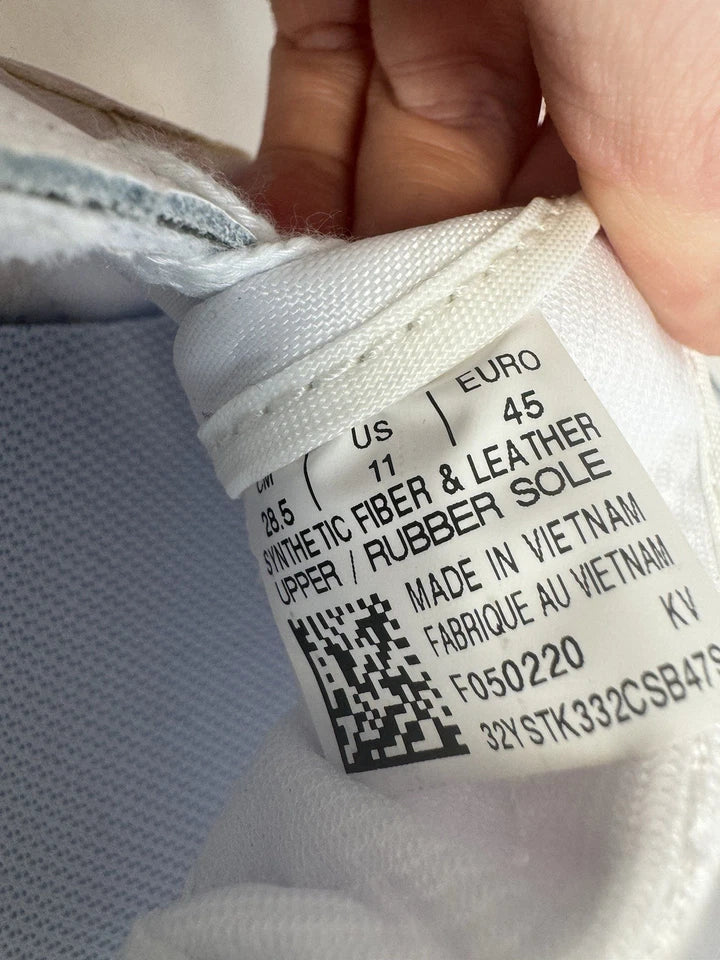 CM | US | EURO
28.5 | 11 | 45
SYNTHETIC FIBER & LEATHER
UPPER / RUBBER SOLE
MADE IN VIETNAM
FABRIQUE AU VIETNAM
F050220 KV